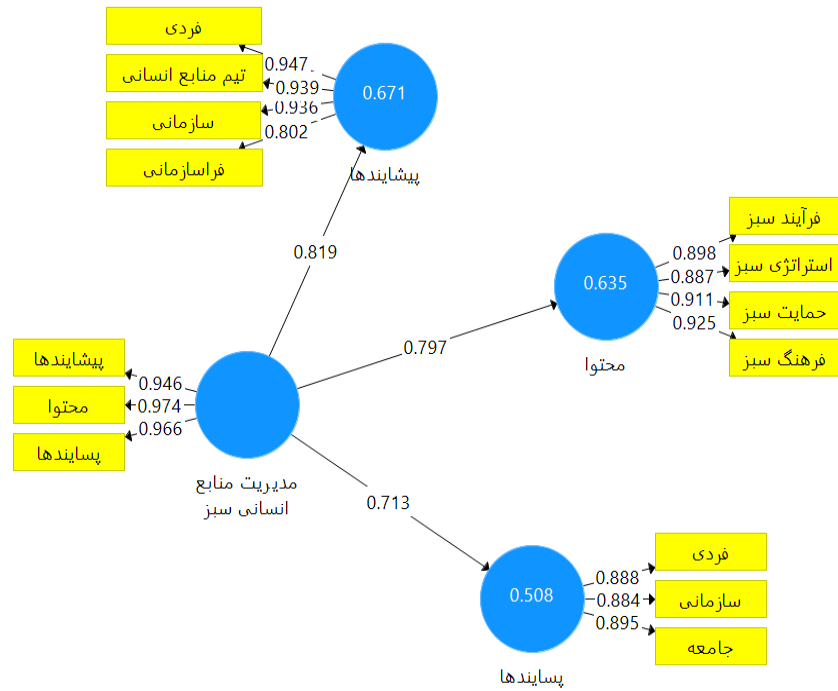 فردی
تیم منابع انسانی
سازمانی
فراسازمانی
0.947
0.939
0.936
0.802
0.671
پیشایندها
0.819
فرآیند سبز
استراتژی سبز
حمایت سبز
فرهنگ سبز
0.898
0.887
0.911
0.925
0.635
محتوا
0.797
پیشایندها
محتوا
پسایندها
0.946
0.974
0.966
مدیریت منابع
انسانی سبز
0.713
0.508
پسایندها
0.888
0.884
0.895
فردی
سازمانی
جامعه